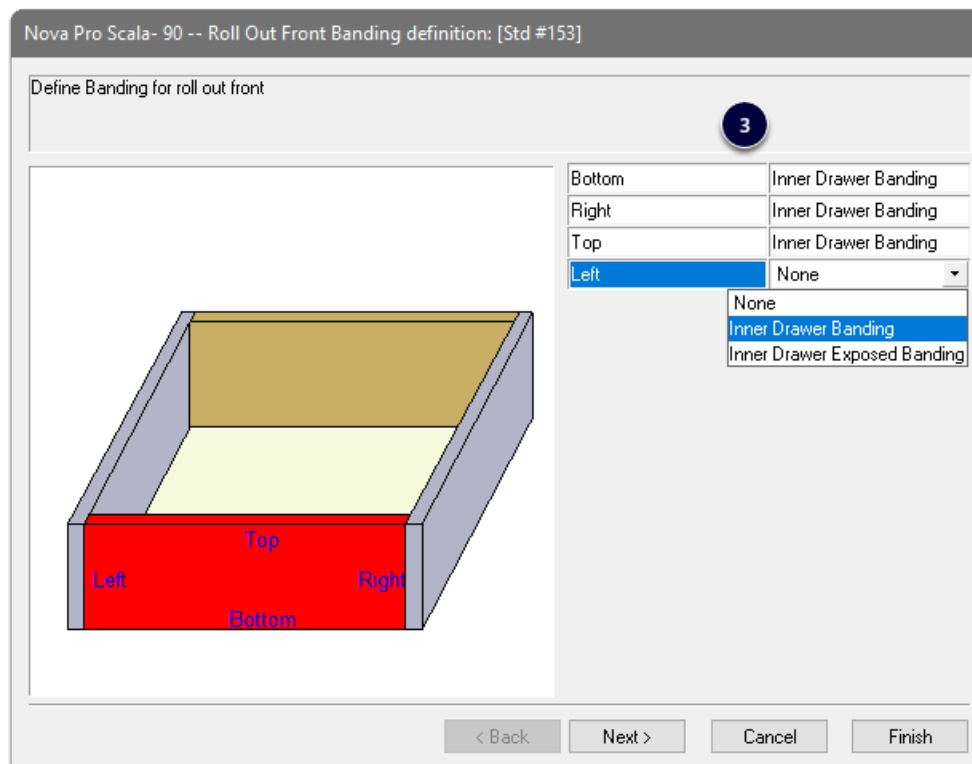 Nova Pro Scala- 90 -- Roll Out Front Banding definition: [Std #153]
Define Banding for roll out front
3
Bottom Inner Drawer Banding
Right Inner Drawer Banding
Top Inner Drawer Banding
Left None
None
Inner Drawer Banding
Inner Drawer Exposed Banding
Top
Left Right
Bottom
< Back Next > Cancel Finish